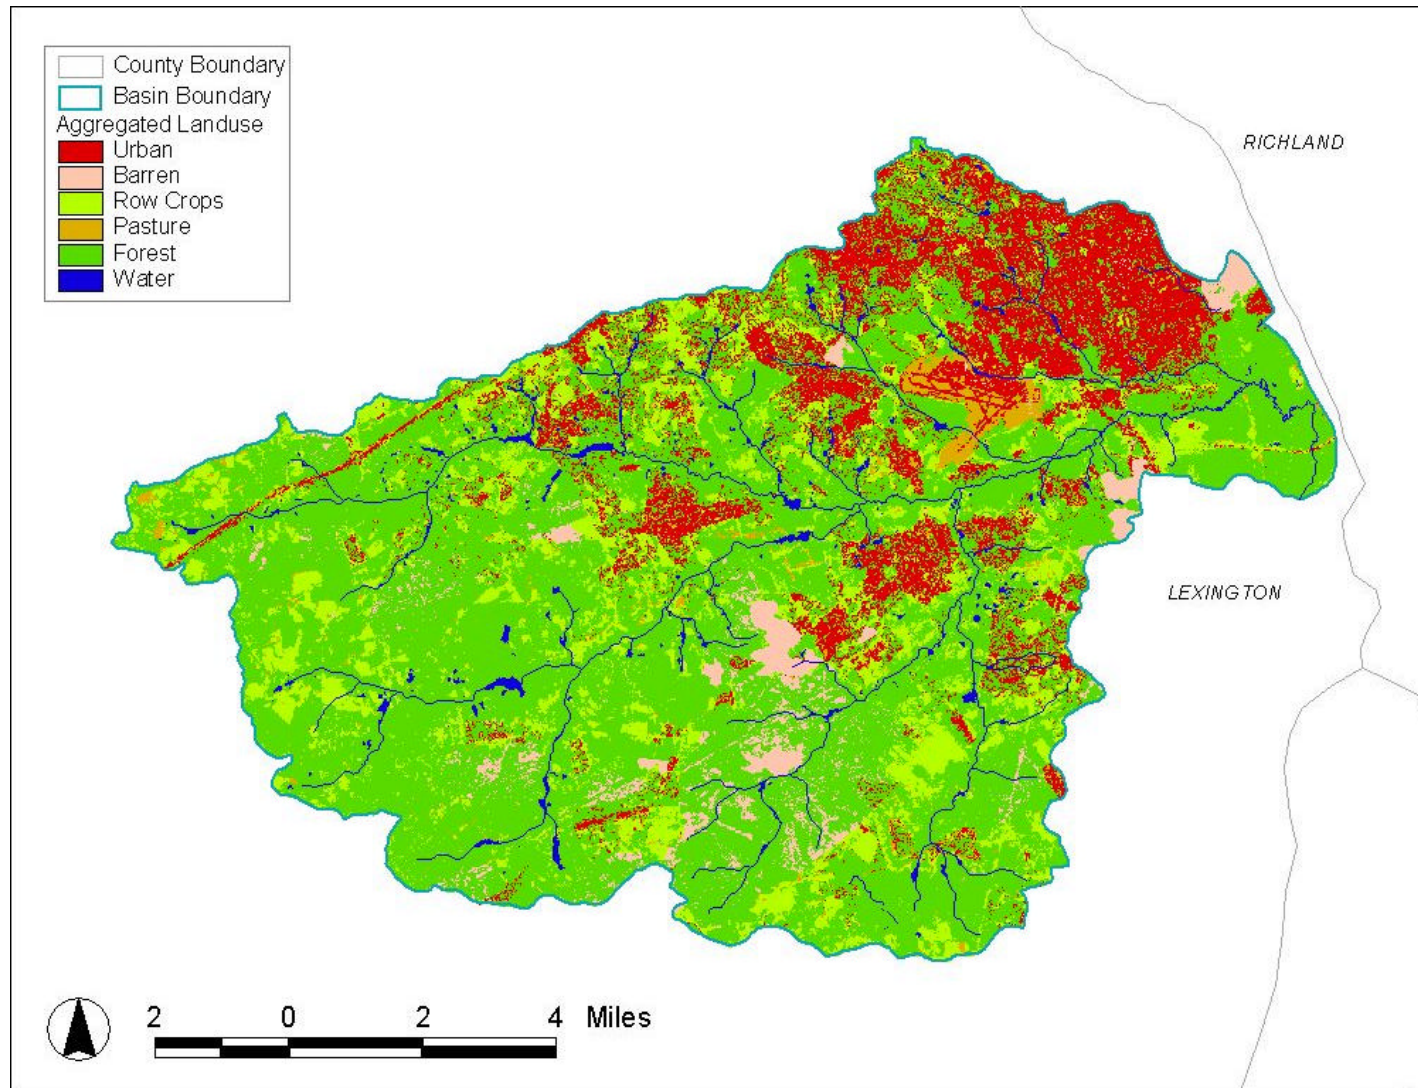 County Boundary
Basin Boundary
Aggregated Landuse
Urban
Barren
Row Crops
Pasture
Forest
Water
RICHLAND
LEXINGTON
2 0 2 4 Miles